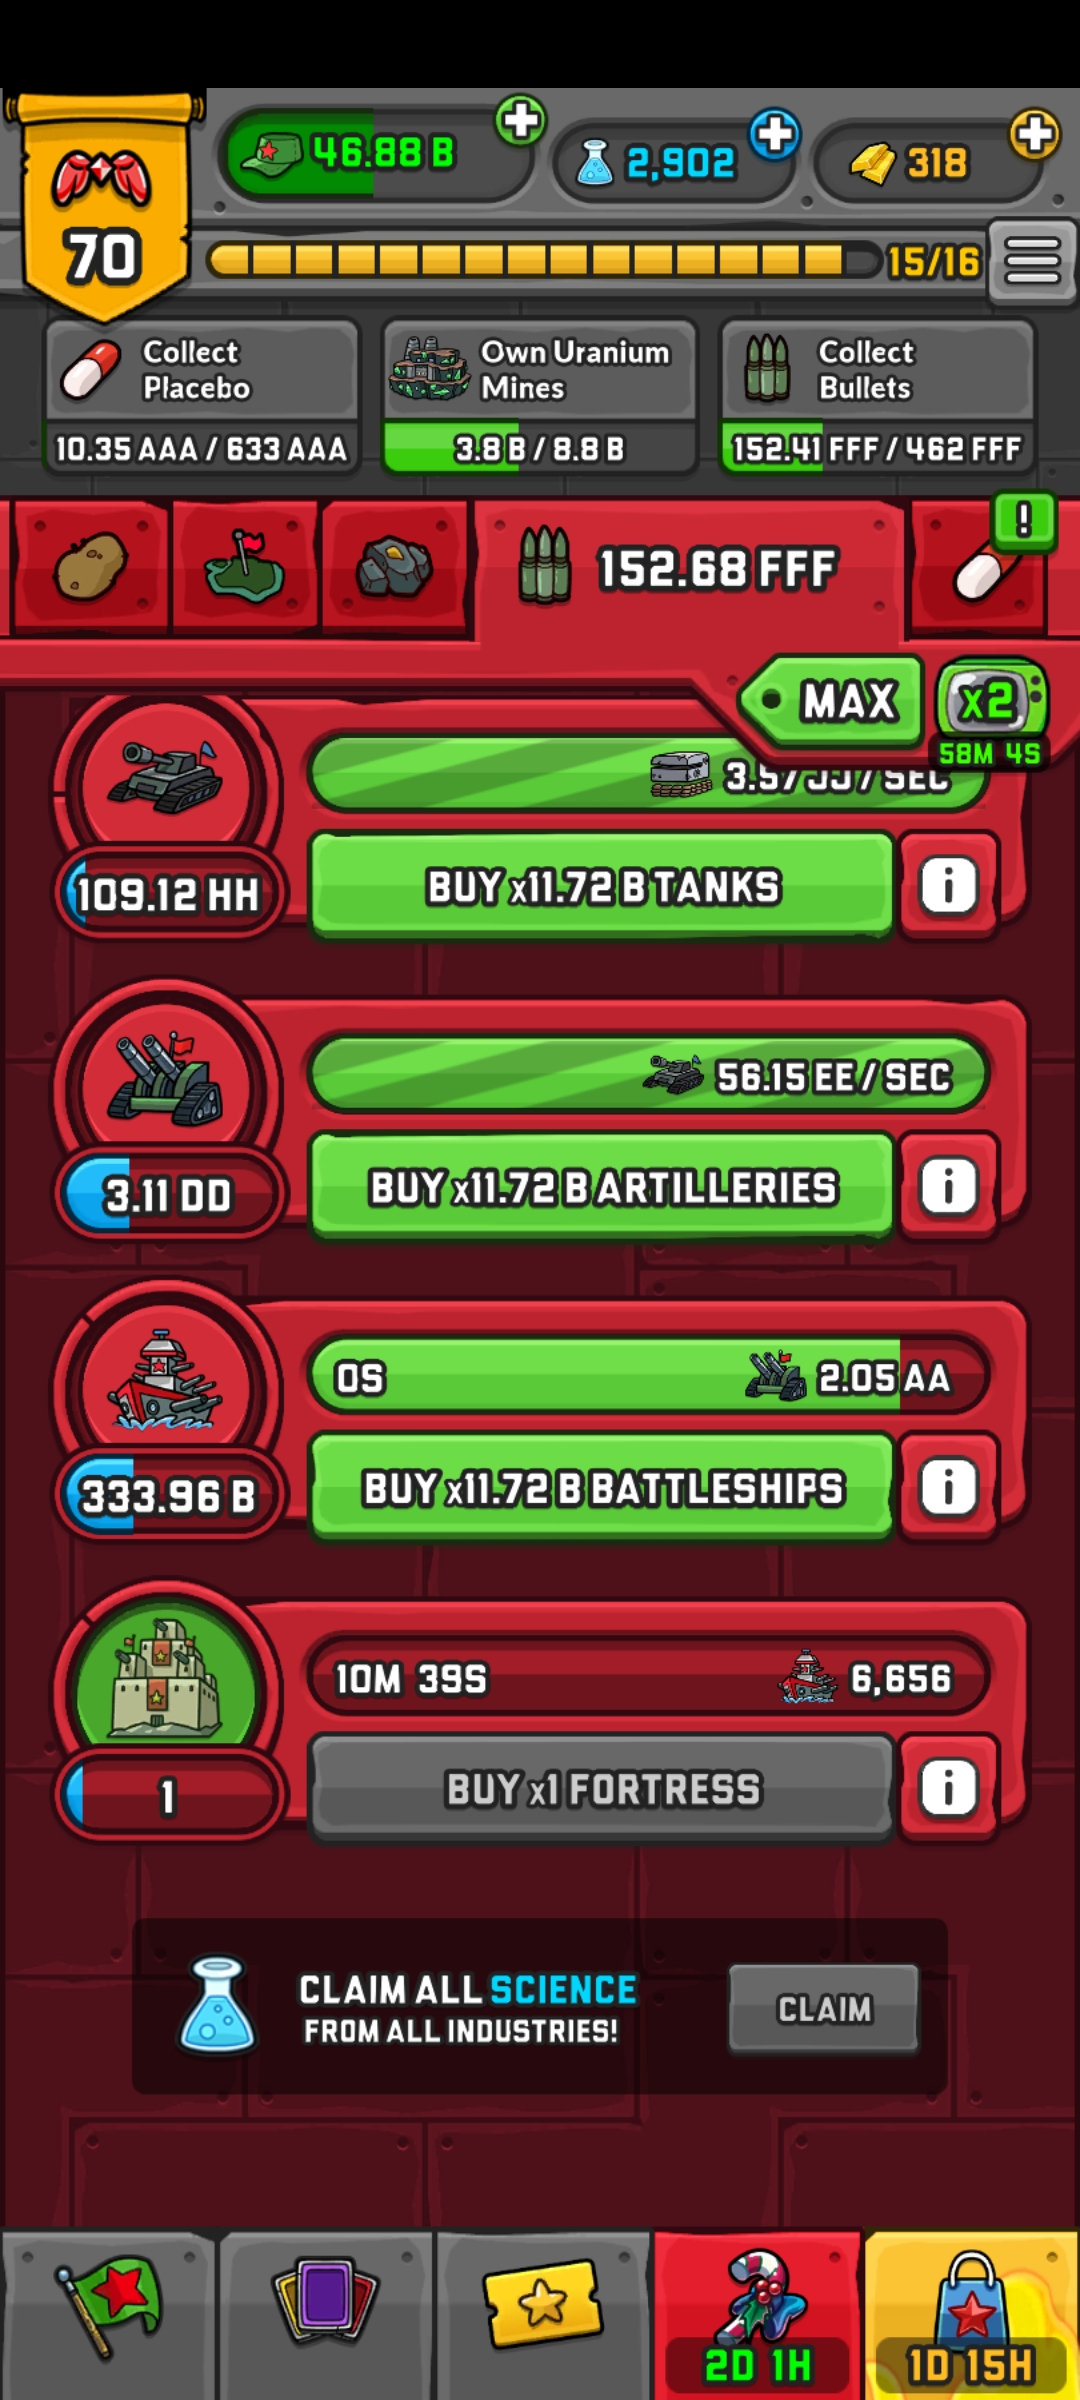 46.88 B
2,902
318
70
15/16
Collect
Placebo
10.35 AAA / 633 AAA
Own Uranium
Mines
3.8 B / 8.8 B
Collect
Bullets
152.41 FFF / 462 FFF
152.68 FFF
!
MAX
x2
58M 4S
109.12 HH
BUY x11.72 B TANKS
i
56.15 EE / SEC
3.11 DD
BUY x11.72 B ARTILLERIES
i
0S
2.05 AA
333.96 B
BUY x11.72 B BATTLESHIPS
i
10M 39S
6,656
1
BUY x1 FORTRESS
i
CLAIM ALL SCIENCE
FROM ALL INDUSTRIES!
CLAIM
2D 1H
1D 15H